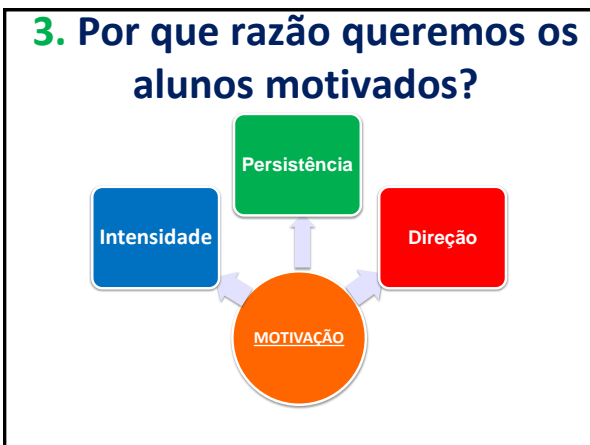 3. Por que razão queremos os
alunos motivados?
Persistência
Intensidade
Direção
MOTIVAÇÃO